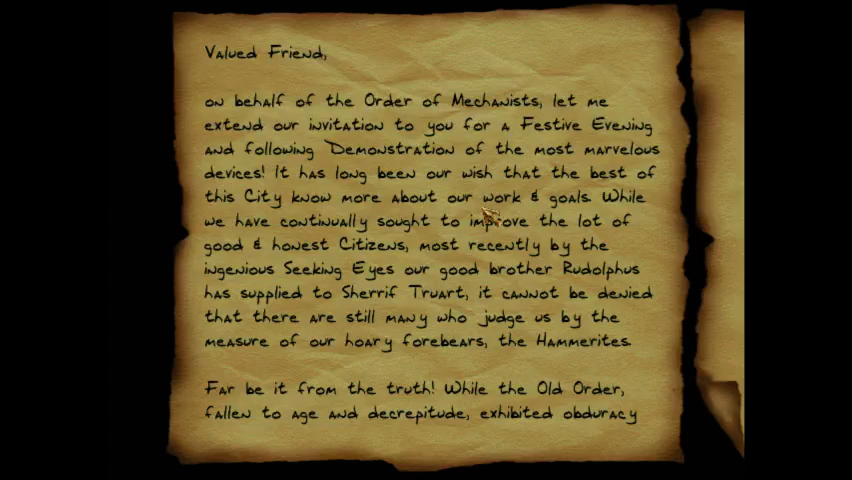 Valued Friend,
on behalf of the Order of Mechanists, let me
extend our invitation to you for a Festive Evening
and following Demonstration of the most marvelous
devices! It has long been our wish that the best of
this City know more about our work & goals. While
we have continually sought to improve the lot of
good & honest Citizens, most recently by the
ingenious Seeking Eyes our good brother Rudolphus
has supplied to Sherrif Truart, it cannot be denied
that there are still many who judge us by the
measure of our hoary forebears, the Hammerites.
Far be it from the truth! While the Old Order,
fallen to age and decrepitude, exhibited obduracy